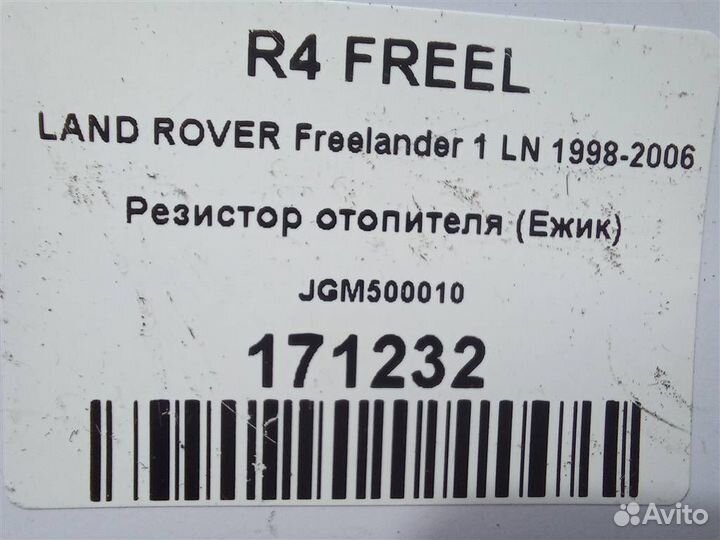 R4 FREEL
LAND ROVER Freelander 1 LN 1998-2006
Резистор отопителя (Ежик)
JGM500010
171232
Avito